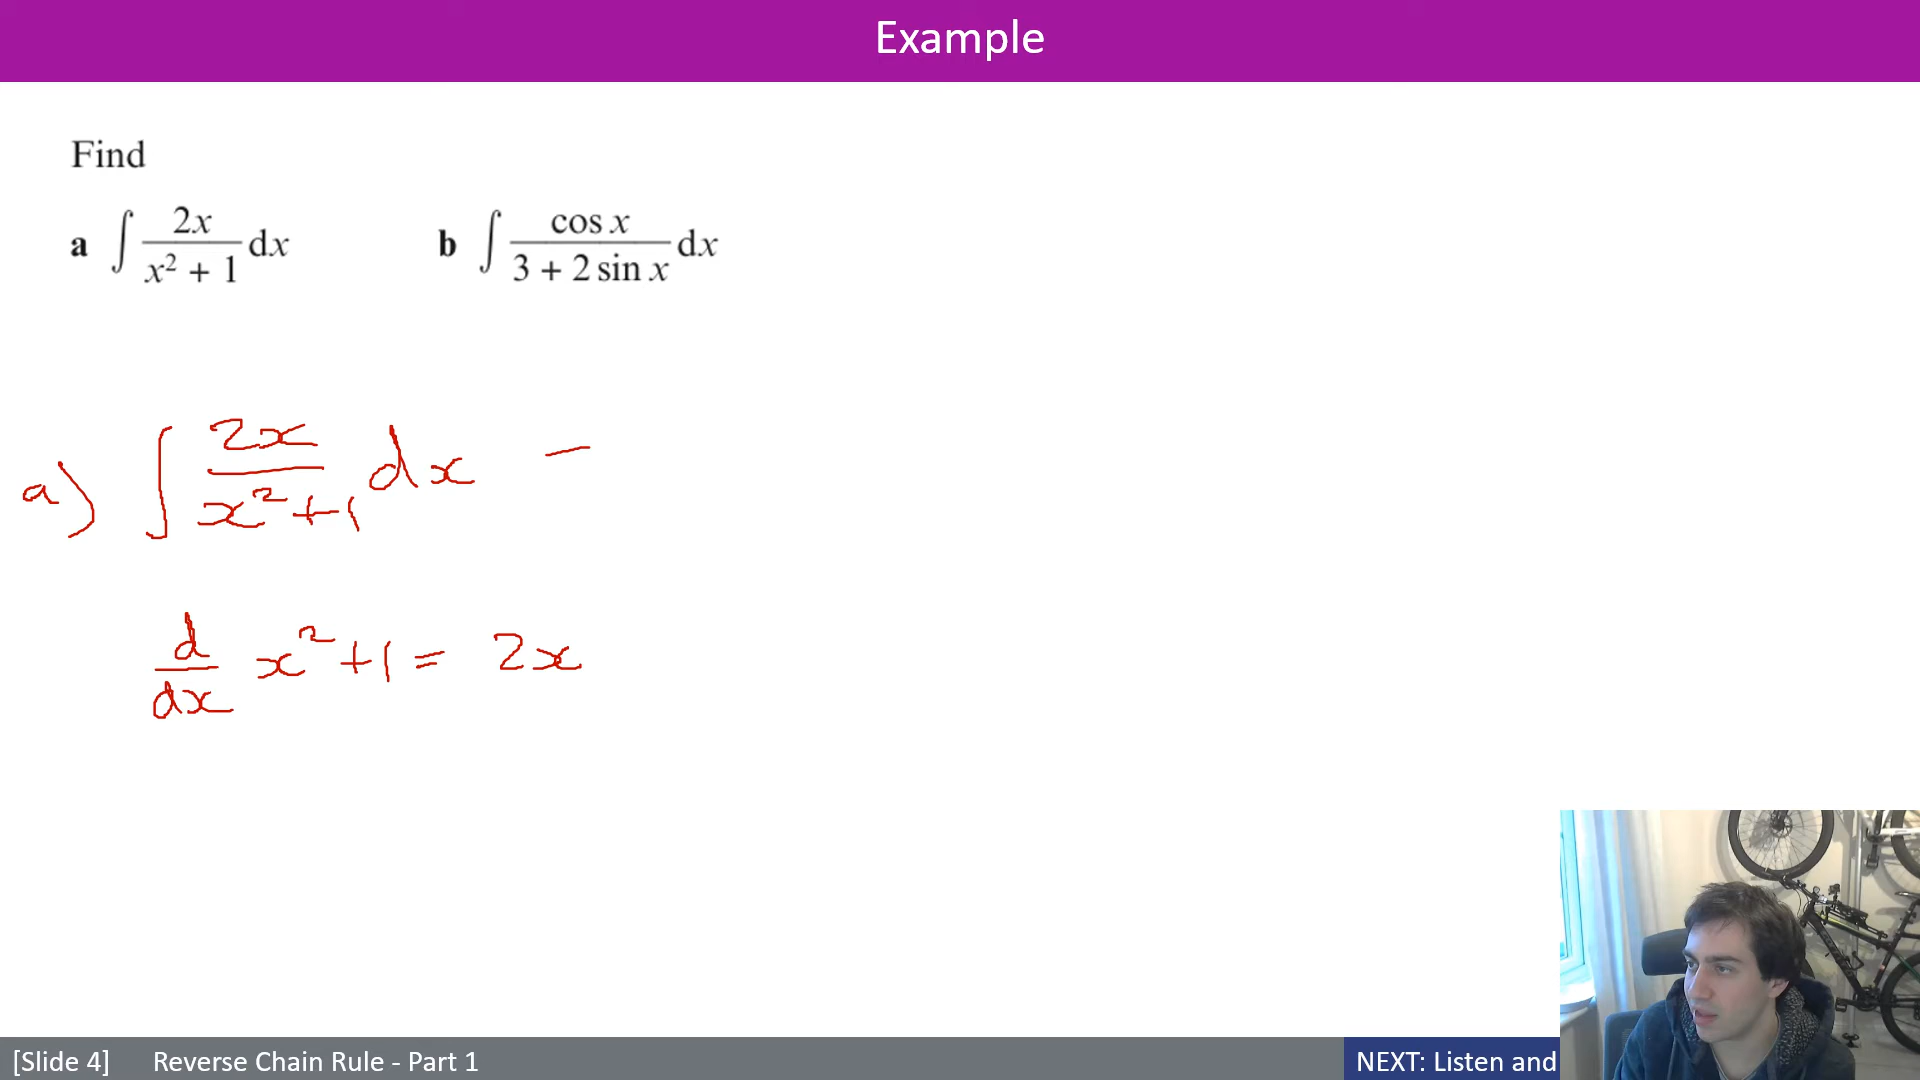 Example
Find
a ∫ 2x / (x² + 1) dx    b ∫ cos x / (3 + 2 sin x) dx
a) ∫ 2x / (x² + 1) dx –
d/dx x² + 1 = 2x
[Slide 4] Reverse Chain Rule - Part 1 NEXT: Listen and